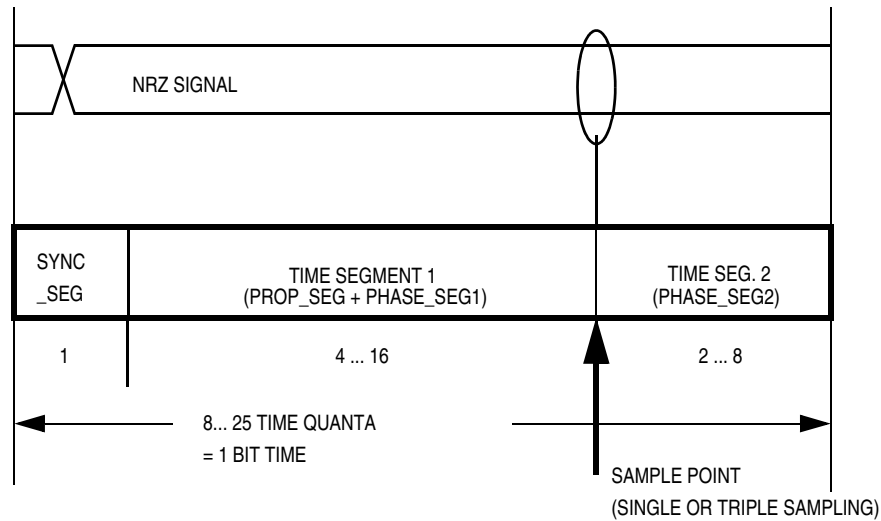 NRZ SIGNAL
SYNC
_SEG
TIME SEGMENT 1
(PROP_SEG + PHASE_SEG1)
TIME SEG. 2
(PHASE_SEG2)
1
4 ... 16
2 ... 8
8... 25 TIME QUANTA
= 1 BIT TIME
SAMPLE POINT
(SINGLE OR TRIPLE SAMPLING)